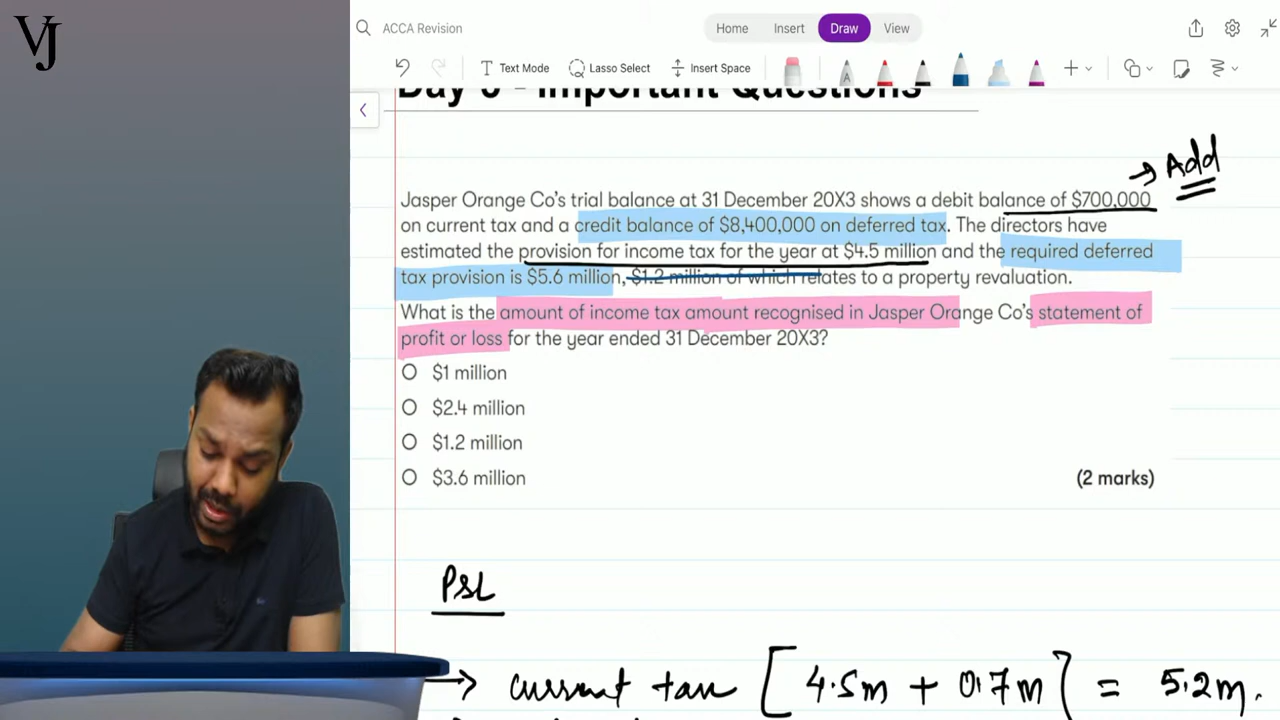 VJ
ACCA Revision
Home Insert Draw View
Text Mode Lasso Select Insert Space
A
Day 6 - Important Questions
→ Add
Jasper Orange Co's trial balance at 31 December 20X3 shows a debit balance of $700,000
on current tax and a credit balance of $8,400,000 on deferred tax. The directors have
estimated the provision for income tax for the year at $4.5 million and the required deferred
tax provision is $5.6 million, $1.2 million of which relates to a property revaluation.
What is the amount of income tax amount recognised in Jasper Orange Co's statement of
profit or loss for the year ended 31 December 20X3?
$1 million
$2.4 million
$1.2 million
$3.6 million
(2 marks)
PSL
→ current tax [4.5m + 0.7m] = 5.2m.